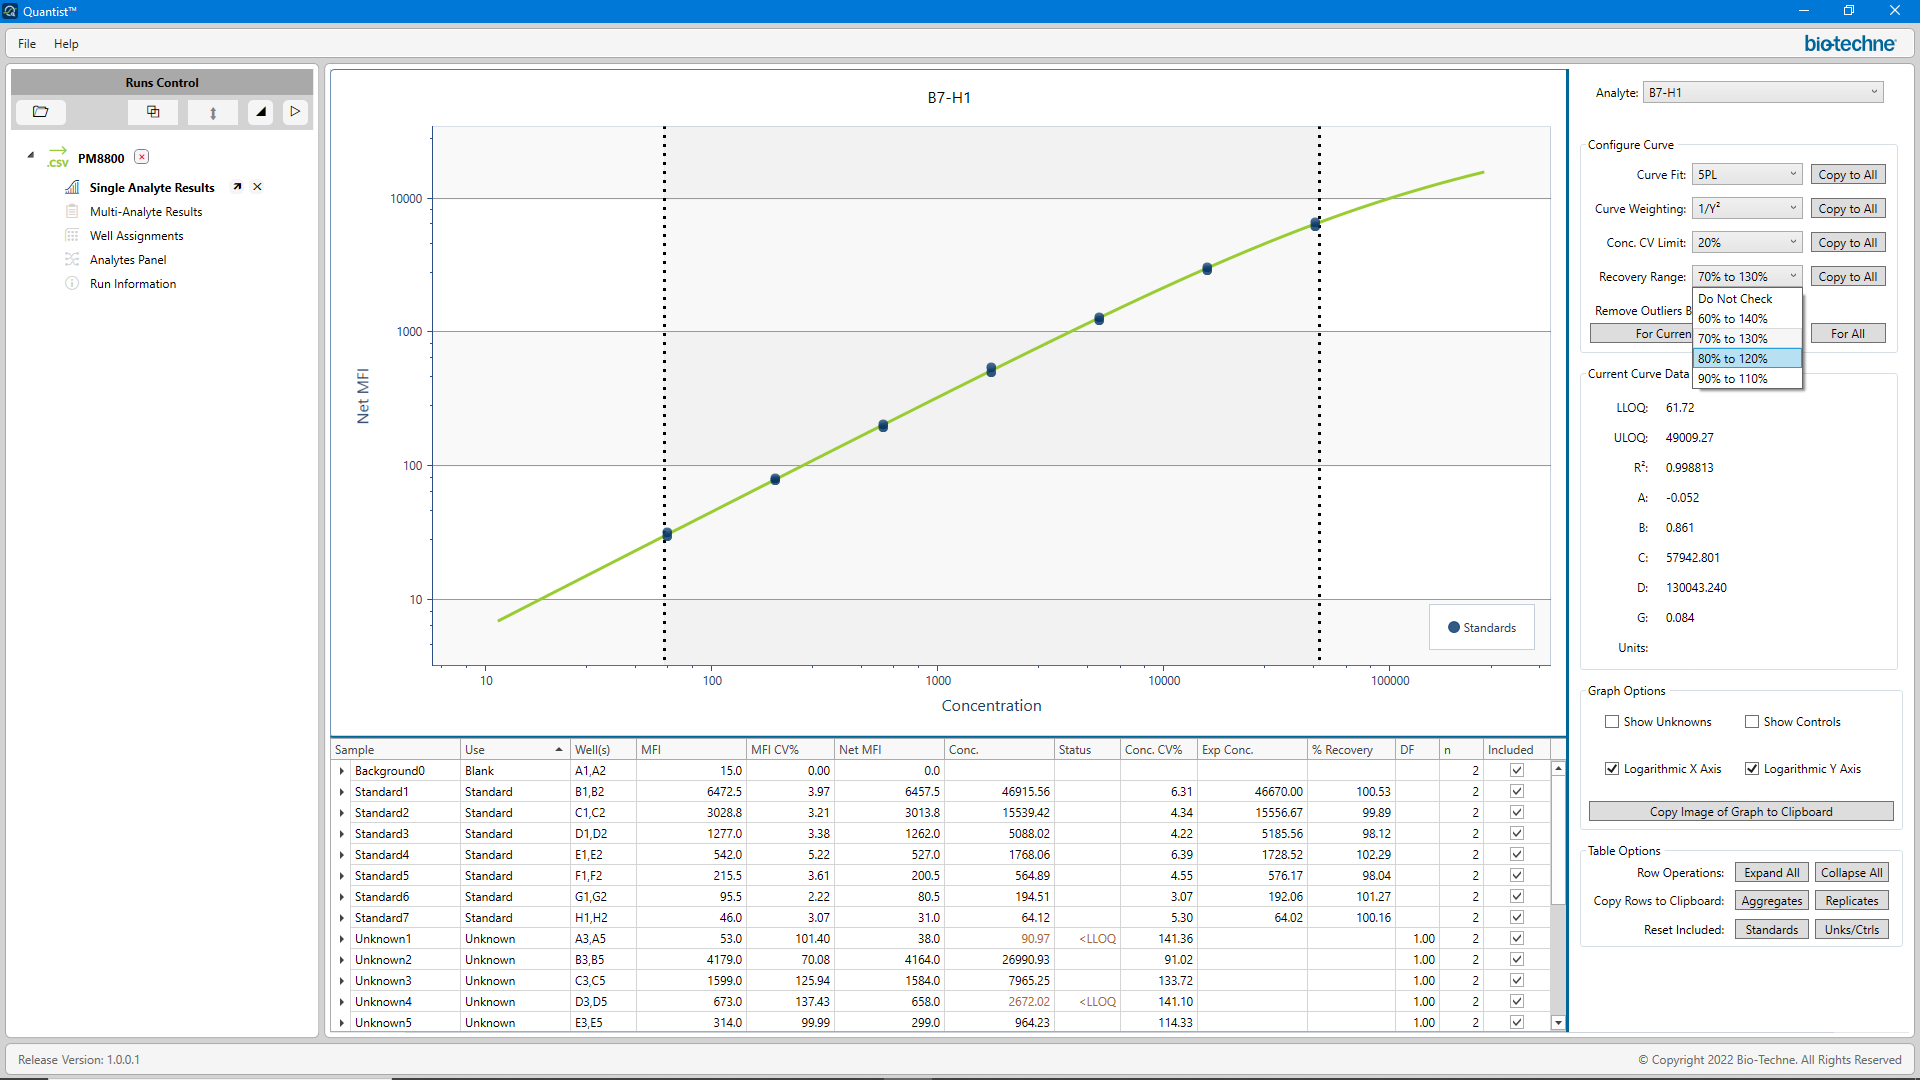 Quantist™
File Help
bio-techne
Runs Control
.CSV PM8800
Single Analyte Results
Multi-Analyte Results
Well Assignments
Analytes Panel
Run Information
B7-H1
10000
1000
100
10
Net MFI
10 100 1000 10000 100000
Concentration
Standards
Sample Use Well(s) MFI MFI CV% Net MFI Conc. Status Conc. CV% Exp Conc. % Recovery DF n Included
Background0 Blank A1,A2 15.0 0.00 0.0 2
Standard1 Standard B1,B2 6472.5 3.97 6457.5 46915.56 6.31 46670.00 100.53 2
Standard2 Standard C1,C2 3028.8 3.21 3013.8 15539.42 4.34 15556.67 99.89 2
Standard3 Standard D1,D2 1277.0 3.38 1262.0 5088.02 4.22 5185.56 98.12 2
Standard4 Standard E1,E2 542.0 5.22 527.0 1768.06 6.39 1728.52 102.29 2
Standard5 Standard F1,F2 215.5 3.61 200.5 564.89 4.55 576.17 98.04 2
Standard6 Standard G1,G2 95.5 2.22 80.5 194.51 3.07 192.06 101.27 2
Standard7 Standard H1,H2 46.0 3.07 31.0 64.12 5.30 64.02 100.16 2
Unknown1 Unknown A3,A5 53.0 101.40 38.0 90.97 <LLOQ 141.36 1.00 2
Unknown2 Unknown B3,B5 4179.0 70.08 4164.0 26990.93 91.02 1.00 2
Unknown3 Unknown C3,C5 1599.0 125.94 1584.0 7965.25 133.72 1.00 2
Unknown4 Unknown D3,D5 673.0 137.43 658.0 2672.02 <LLOQ 141.10 1.00 2
Unknown5 Unknown E3,E5 314.0 99.99 299.0 964.23 114.33 1.00 2
Analyte: B7-H1
Configure Curve
Curve Fit: 5PL Copy to All
Curve Weighting: 1/Y² Copy to All
Conc. CV Limit: 20% Copy to All
Recovery Range: 70% to 130% Copy to All
Do Not Check
60% to 140%
70% to 130%
80% to 120%
90% to 110%
Remove Outliers B
For Curren For All
Current Curve Data
LLOQ: 61.72
ULOQ: 49009.27
R²: 0.998813
A: -0.052
B: 0.861
C: 57942.801
D: 130043.240
G: 0.084
Units:
Graph Options
Show Unknowns Show Controls
Logarithmic X Axis Logarithmic Y Axis
Copy Image of Graph to Clipboard
Table Options
Row Operations: Expand All Collapse All
Copy Rows to Clipboard: Aggregates Replicates
Reset Included: Standards Unks/Ctrls
Release Version: 1.0.0.1
© Copyright 2022 Bio-Techne. All Rights Reserved